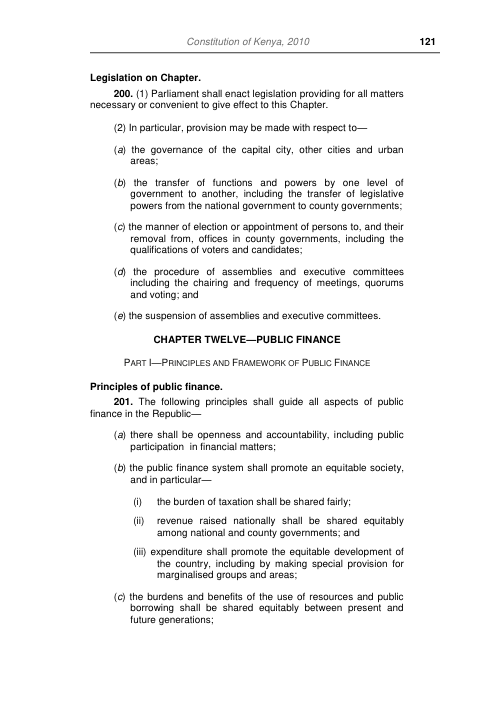 Constitution of Kenya, 2010 121
Legislation on Chapter.
200. (1) Parliament shall enact legislation providing for all matters
necessary or convenient to give effect to this Chapter.
(2) In particular, provision may be made with respect to—
(a) the governance of the capital city, other cities and urban
areas;
(b) the transfer of functions and powers by one level of
government to another, including the transfer of legislative
powers from the national government to county governments;
(c) the manner of election or appointment of persons to, and their
removal from, offices in county governments, including the
qualifications of voters and candidates;
(d) the procedure of assemblies and executive committees
including the chairing and frequency of meetings, quorums
and voting; and
(e) the suspension of assemblies and executive committees.
CHAPTER TWELVE—PUBLIC FINANCE
PART I—PRINCIPLES AND FRAMEWORK OF PUBLIC FINANCE
Principles of public finance.
201. The following principles shall guide all aspects of public
finance in the Republic—
(a) there shall be openness and accountability, including public
participation in financial matters;
(b) the public finance system shall promote an equitable society,
and in particular—
(i) the burden of taxation shall be shared fairly;
(ii) revenue raised nationally shall be shared equitably
among national and county governments; and
(iii) expenditure shall promote the equitable development of
the country, including by making special provision for
marginalised groups and areas;
(c) the burdens and benefits of the use of resources and public
borrowing shall be shared equitably between present and
future generations;